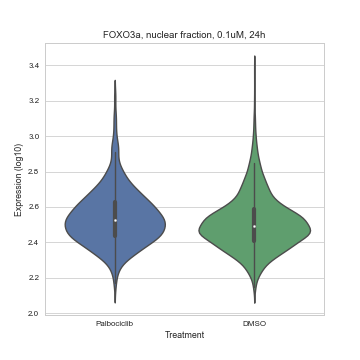 FOXO3a, nuclear fraction, 0.1uM, 24h
Expression (log10)
3.4
3.2
3.0
2.8
2.6
2.4
2.2
2.0
Palbociclib
DMSO
Treatment